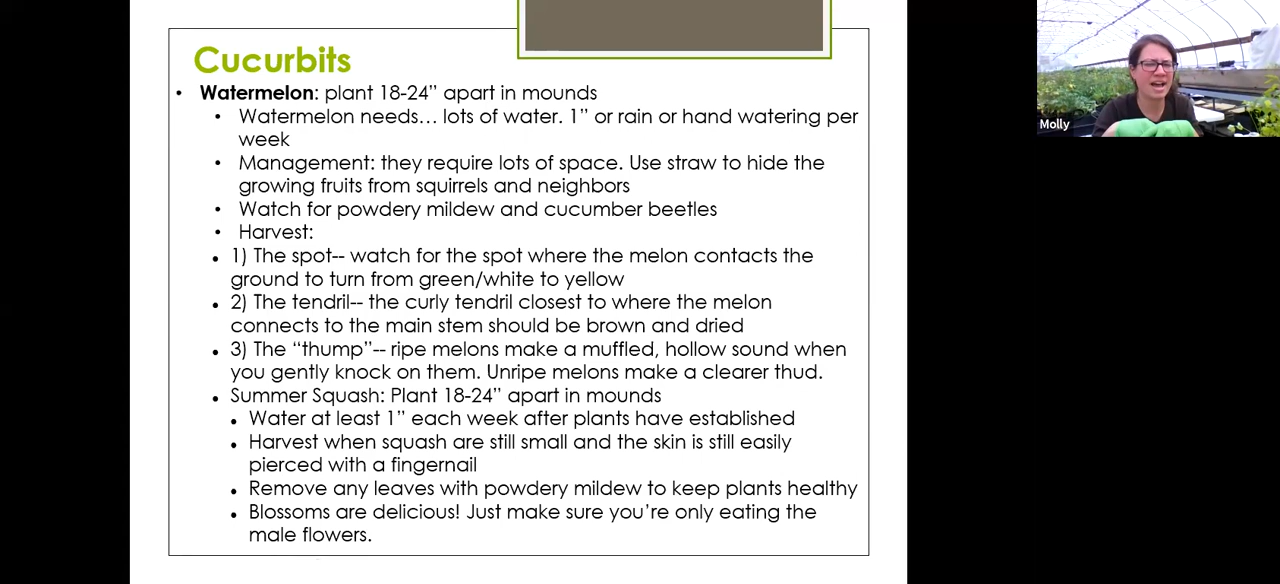 Cucurbits
• Watermelon: plant 18-24” apart in mounds
• Watermelon needs… lots of water. 1” or rain or hand watering per
week
• Management: they require lots of space. Use straw to hide the
growing fruits from squirrels and neighbors
• Watch for powdery mildew and cucumber beetles
• Harvest:
• 1) The spot-- watch for the spot where the melon contacts the
ground to turn from green/white to yellow
• 2) The tendril-- the curly tendril closest to where the melon
connects to the main stem should be brown and dried
• 3) The “thump”-- ripe melons make a muffled, hollow sound when
you gently knock on them. Unripe melons make a clearer thud.
• Summer Squash: Plant 18-24” apart in mounds
• Water at least 1” each week after plants have established
• Harvest when squash are still small and the skin is still easily
pierced with a fingernail
• Remove any leaves with powdery mildew to keep plants healthy
• Blossoms are delicious! Just make sure you’re only eating the
male flowers.
Molly